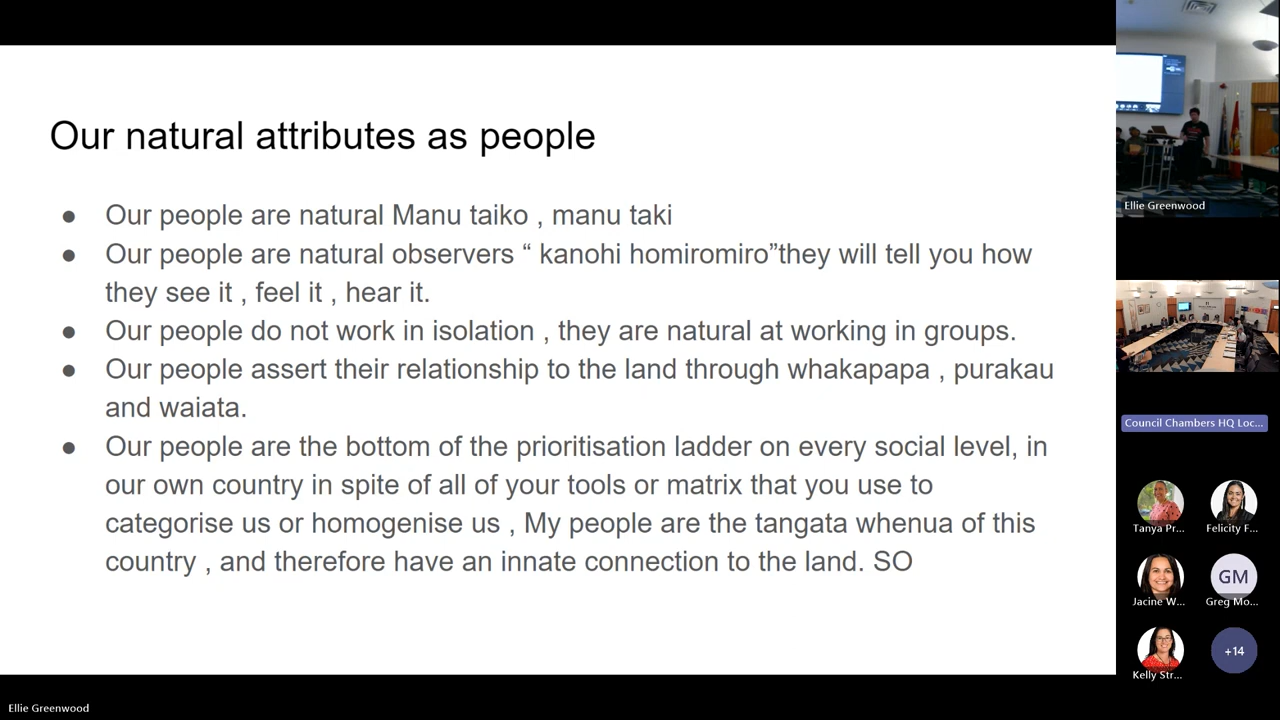 Our natural attributes as people
● Our people are natural Manu taiko , manu taki
● Our people are natural observers “ kanohi homiromiro”they will tell you how
they see it , feel it , hear it.
● Our people do not work in isolation , they are natural at working in groups.
● Our people assert their relationship to the land through whakapapa , purakau
and waiata.
● Our people are the bottom of the prioritisation ladder on every social level, in
our own country in spite of all of your tools or matrix that you use to
categorise us or homogenise us , My people are the tangata whenua of this
country , and therefore have an innate connection to the land. SO
Ellie Greenwood
Council Chambers HQ Loc...
Tanya Pr...
Felicity F...
Jacine W...
GM
Greg Mo...
Kelly Str...
+14
Ellie Greenwood